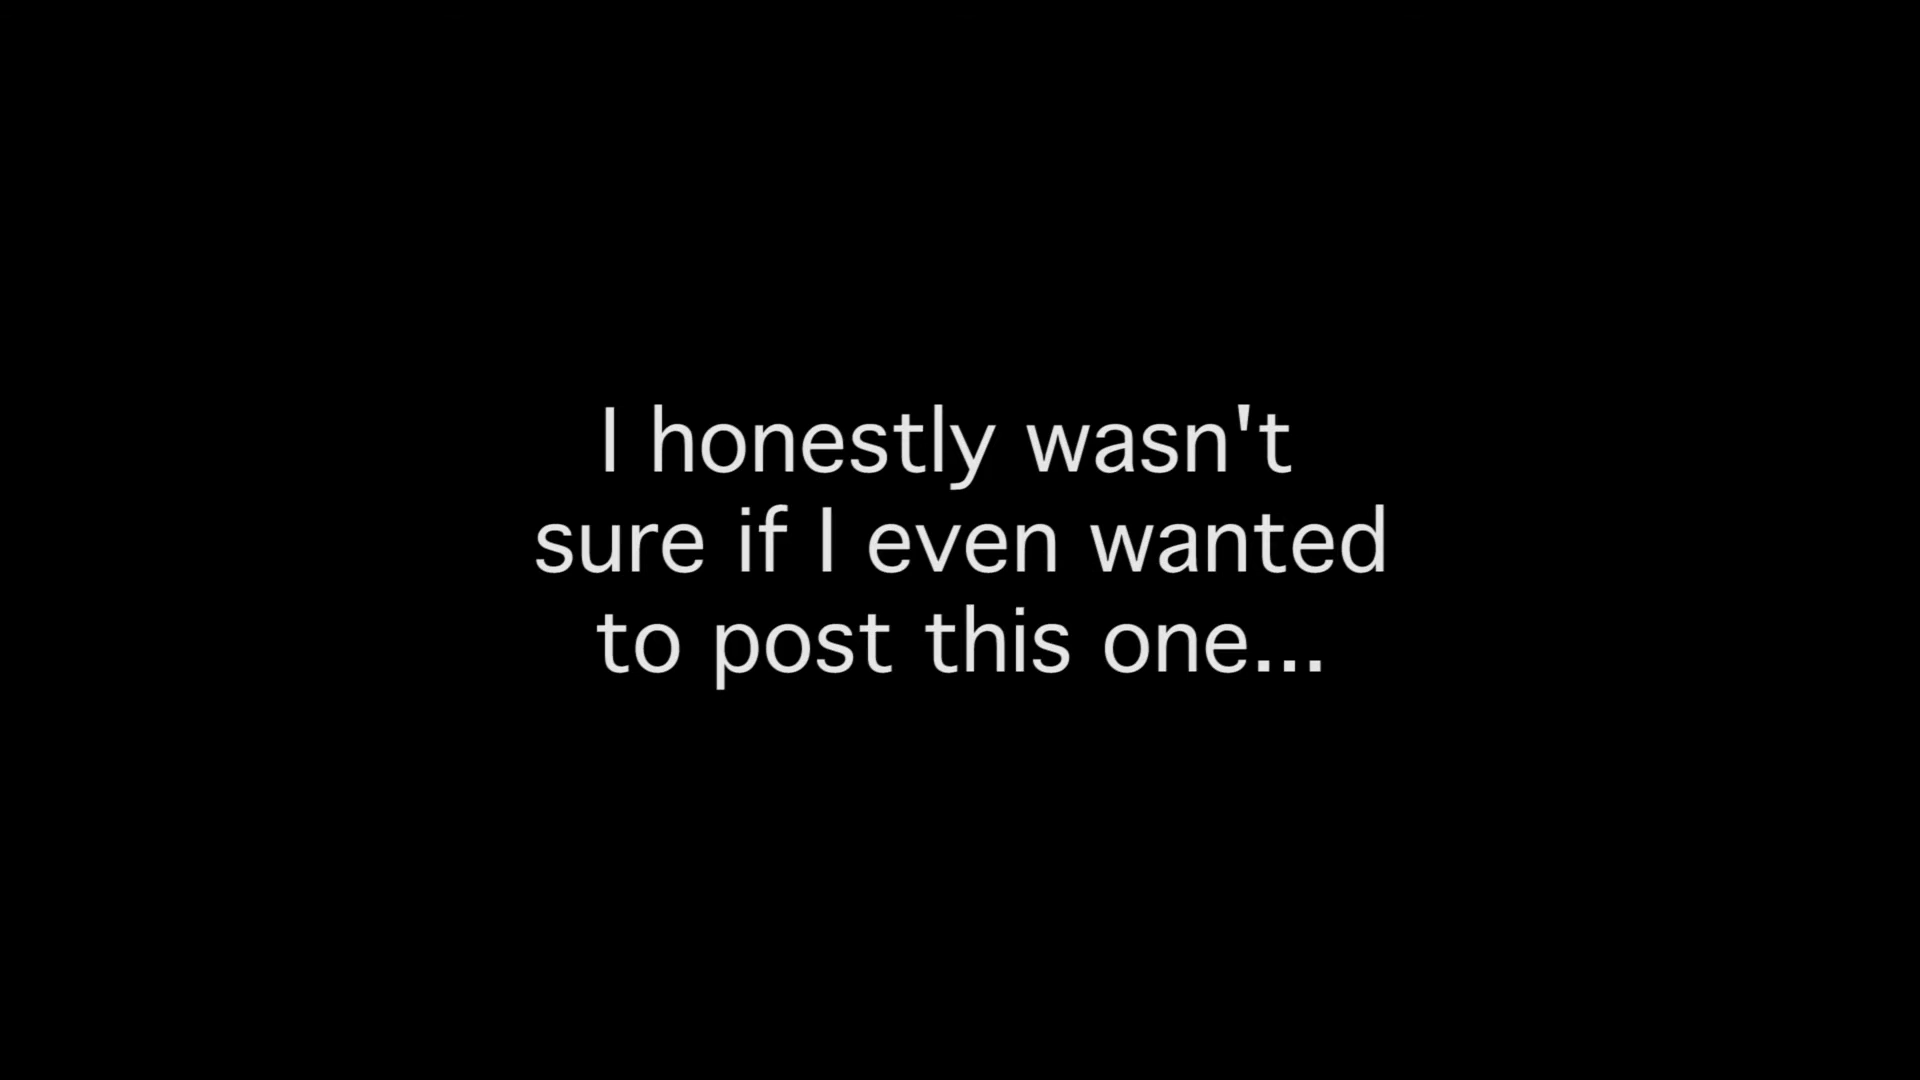 I honestly wasn't
sure if I even wanted
to post this one...